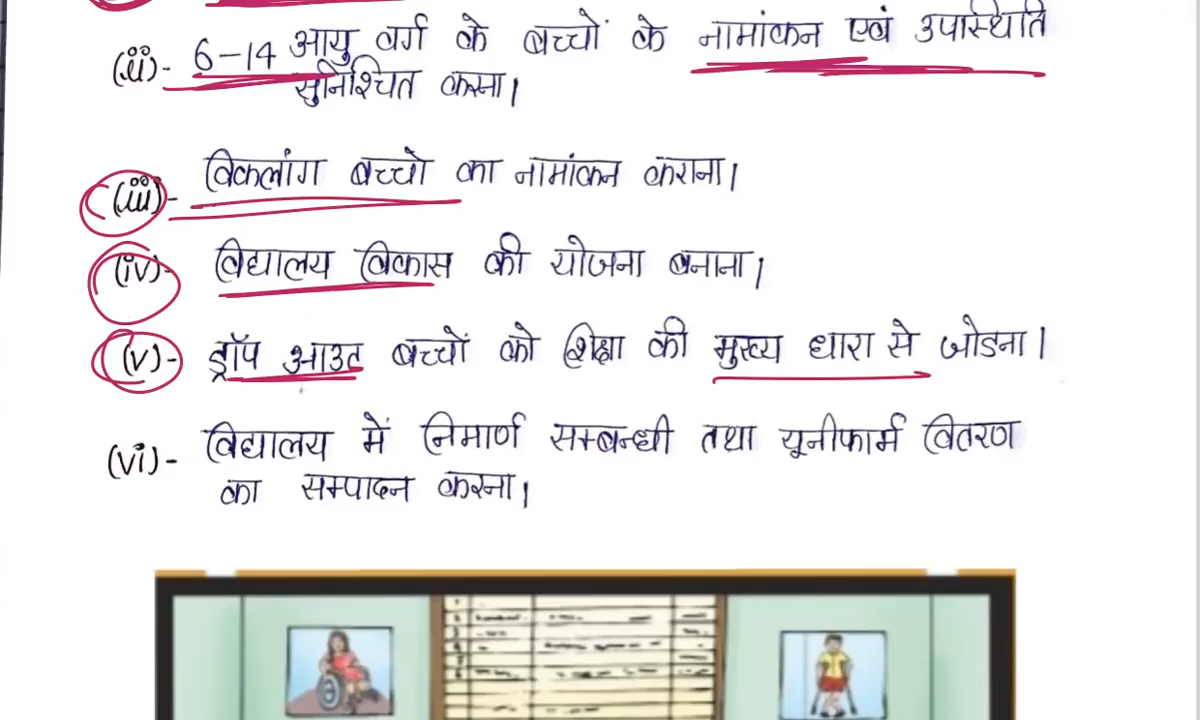 (ii)- 6-14 आयु वर्ग के बच्चों के नामांकन एवं उपस्थिति
सुनिश्चित करना।
(iii)- विकलांग बच्चो का नामांकन कराना।
(iv)- विद्यालय विकास की योजना बनाना।
(v)- ड्रॉप आउट बच्चों को शिक्षा की मुख्य धारा से जोडना।
(vi)- विद्यालय में निमार्ण सम्बन्धी तथा यूनीफार्म वितरण
का सम्पादन करना।